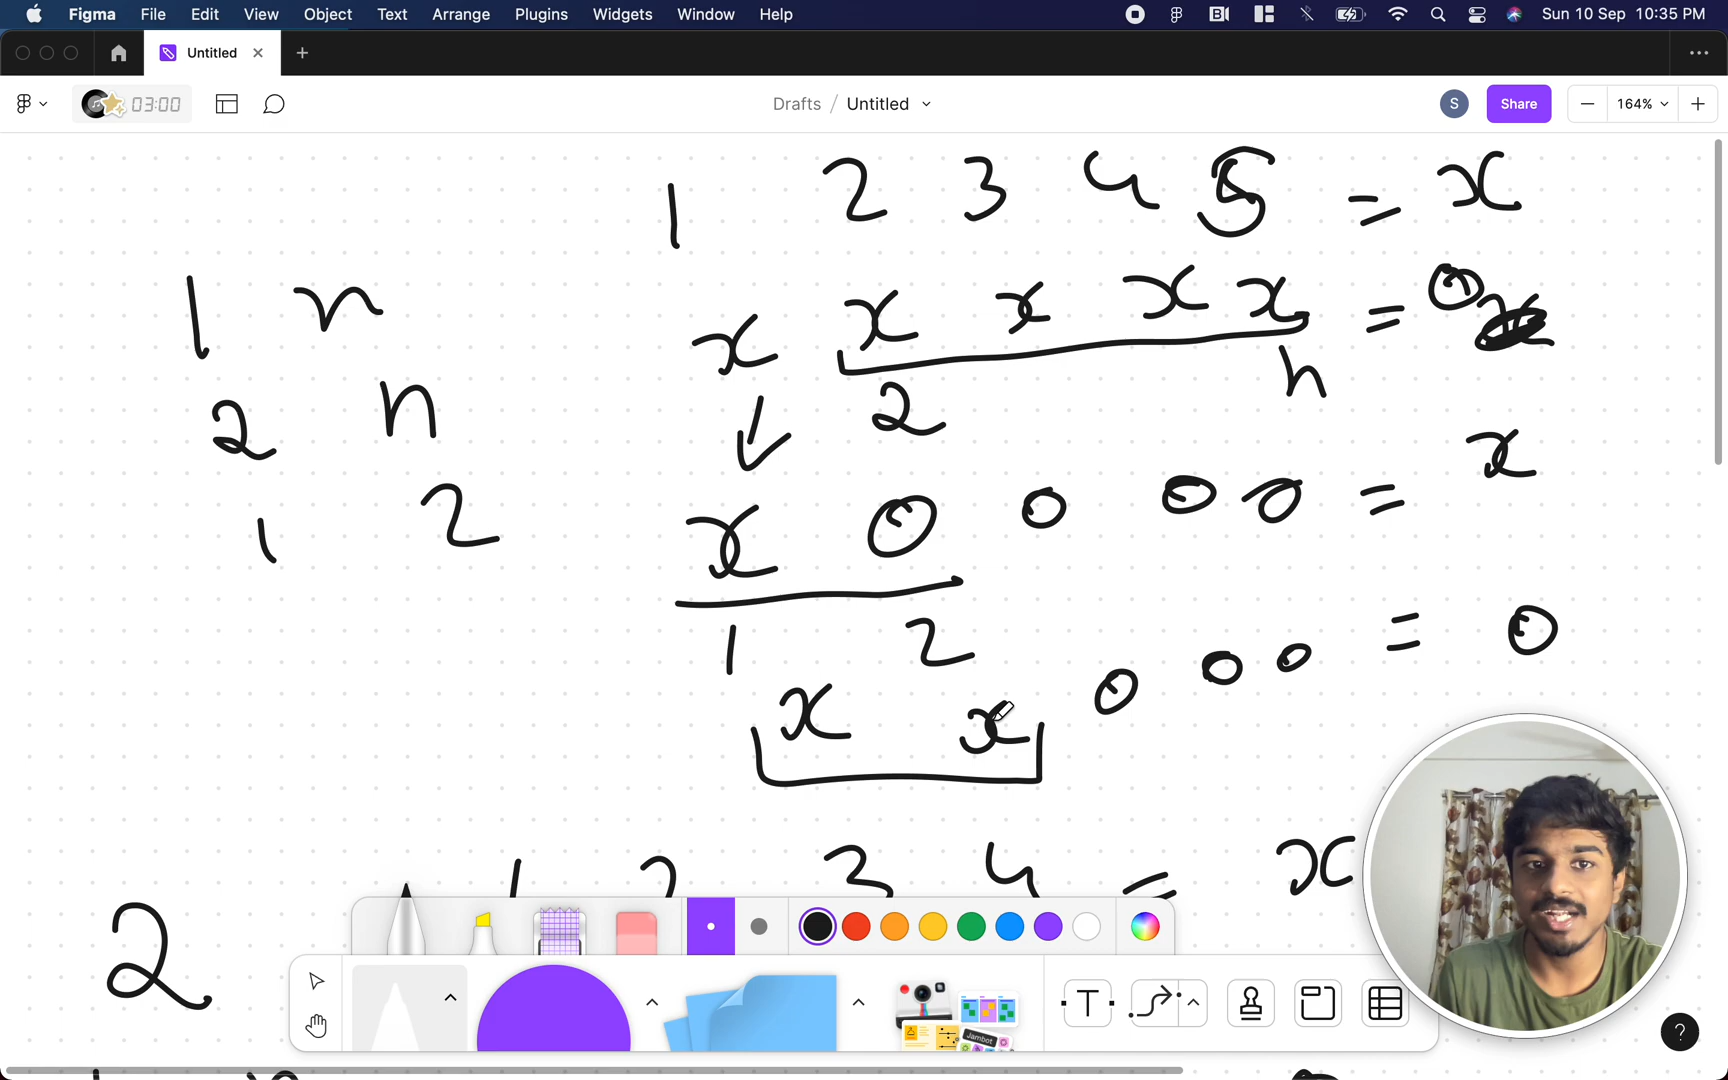 Figma File Edit View Object Text Arrange Plugins Widgets Window Help Sun 10 Sep 10:35 PM
Untitled
03:00 Drafts / Untitled S Share 164%
1 2 3 4 5 = x
1 n x x x x x = 0
2 n 2 n
1 2 x 0 0 0 0 = x
1 2
x x 0 0 0 = 0
1 2 3 4 = x
2
T Jambot ?